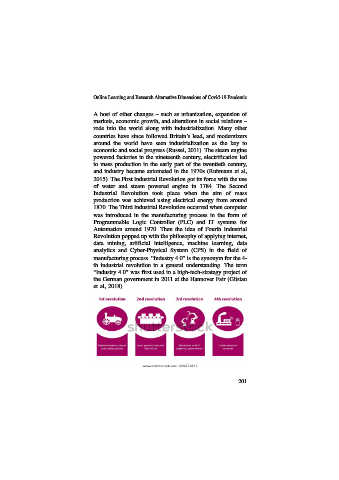 Online Learning and Research Alternative Dimensions of Covid-19 Pandemic
A host of other changes – such as urbanization, expansion of
markets, economic growth, and alterations in social relations –
rode into the world along with industrialization. Many other
countries have since followed Britain's lead, and modernizers
around the world have seen industrialization as the key to
economic and social progress (Russel, 2011). The steam engine
powered factories in the nineteenth century, electrification led
to mass production in the early part of the twentieth century,
and industry became automated in the 1970s (Rubmann et al.,
2015). The First Industrial Revolution got its force with the use
of water and steam powered engine in 1784. The Second
Industrial Revolution took place when the aim of mass
production was achieved using electrical energy from around
1870. The Third Industrial Revolution occurred when computer
was introduced in the manufacturing process in the form of
Programmable Logic Controller (PLC) and IT systems for
Automation around 1970. Then the idea of Fourth Industrial
Revolution popped up with the philosophy of applying internet,
data mining, artificial intelligence, machine learning, data
analytics and Cyber-Physical System (CPS) in the field of
manufacturing process. "Industry 4.0" is the synonym for the 4-
th industrial revolution in a general understanding. The term
"Industry 4.0" was first used in a high-tech-strategy project of
the German government in 2011 at the Hannover Fair
et al., 2018).
1st revolution 2nd revolution 3rd revolution 4th revolution
shutterstock
201